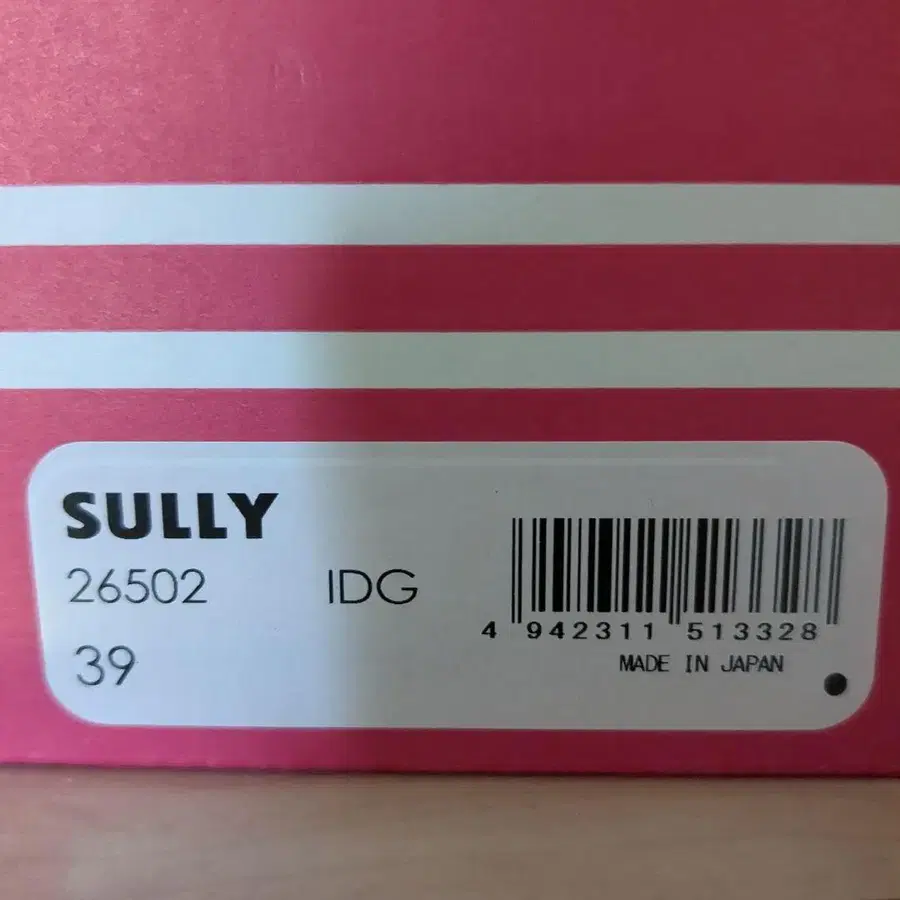 SULLY
26502 IDG
39
4 942311 513328
MADE IN JAPAN